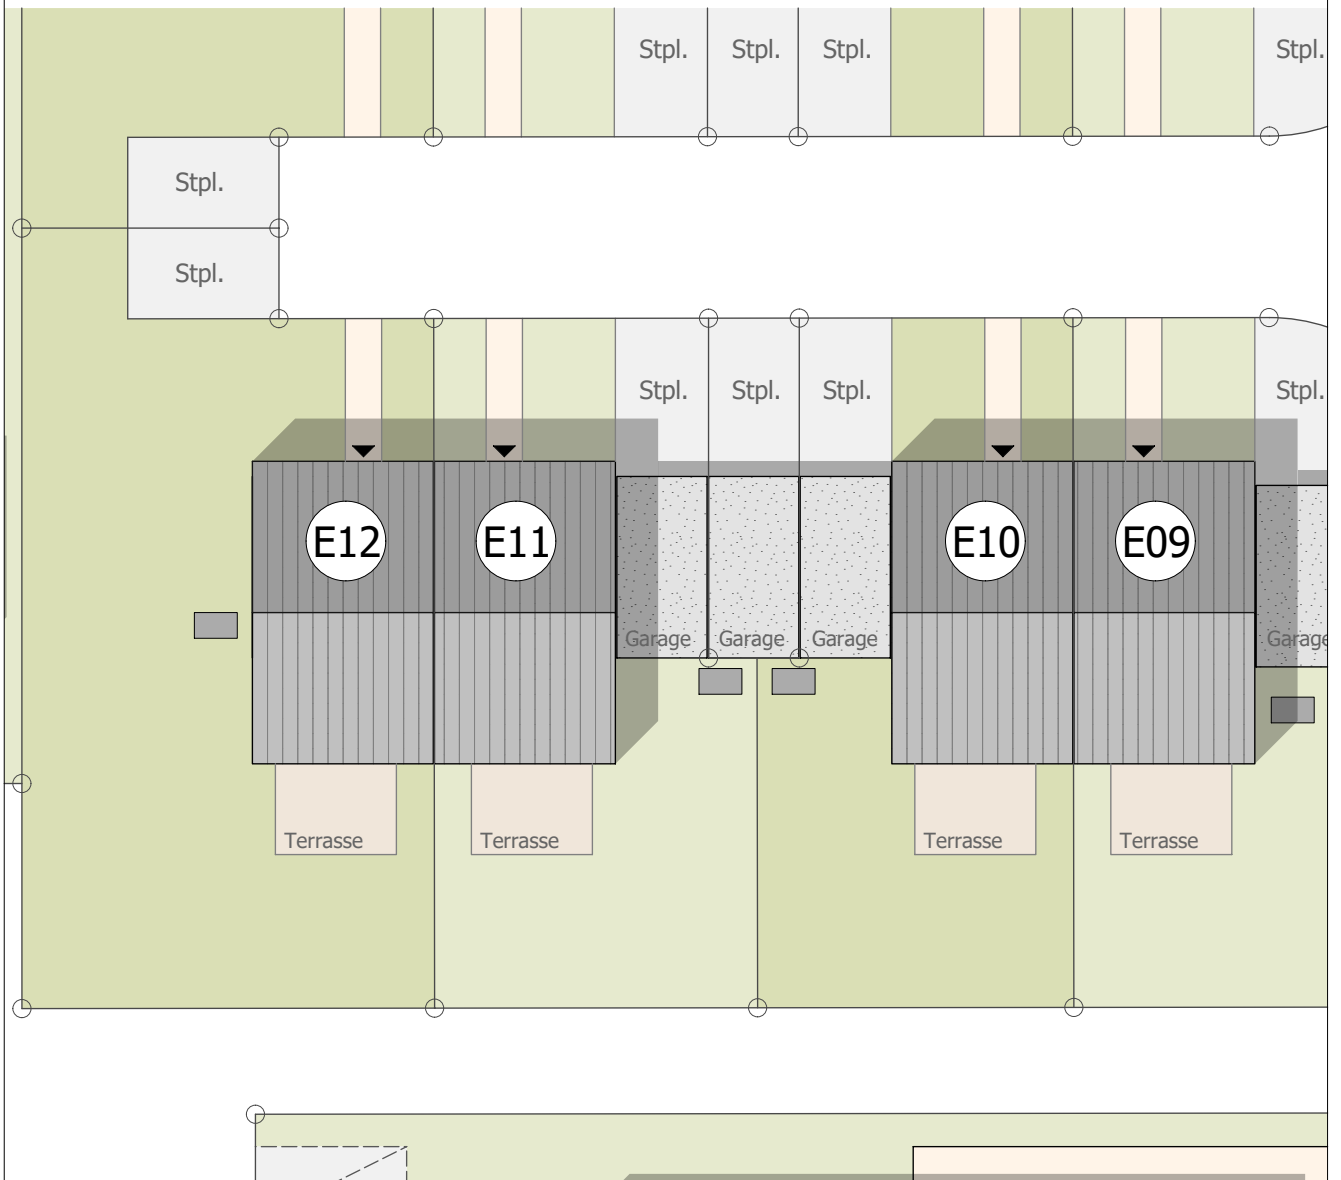 Stpl. Stpl. Stpl. Stpl.
Stpl.
Stpl.
Stpl. Stpl. Stpl. Stpl.
E12 E11 E10 E09
Garage Garage Garage Garage
Terrasse Terrasse Terrasse Terrasse